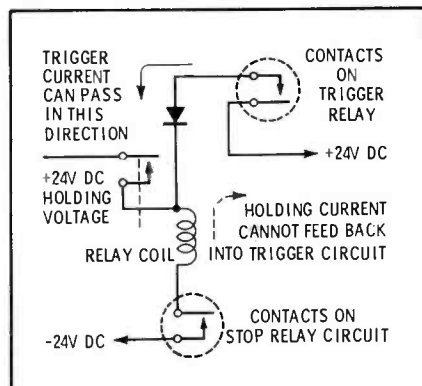 TRIGGER
CURRENT
CAN PASS
IN THIS
DIRECTION
CONTACTS
ON
TRIGGER
RELAY
+24V DC
+24V DC
HOLDING
VOLTAGE
HOLDING CURRENT
CANNOT FEED BACK
INTO TRIGGER CIRCUIT
RELAY COIL
CONTACTS ON
STOP RELAY CIRCUIT
-24V DC